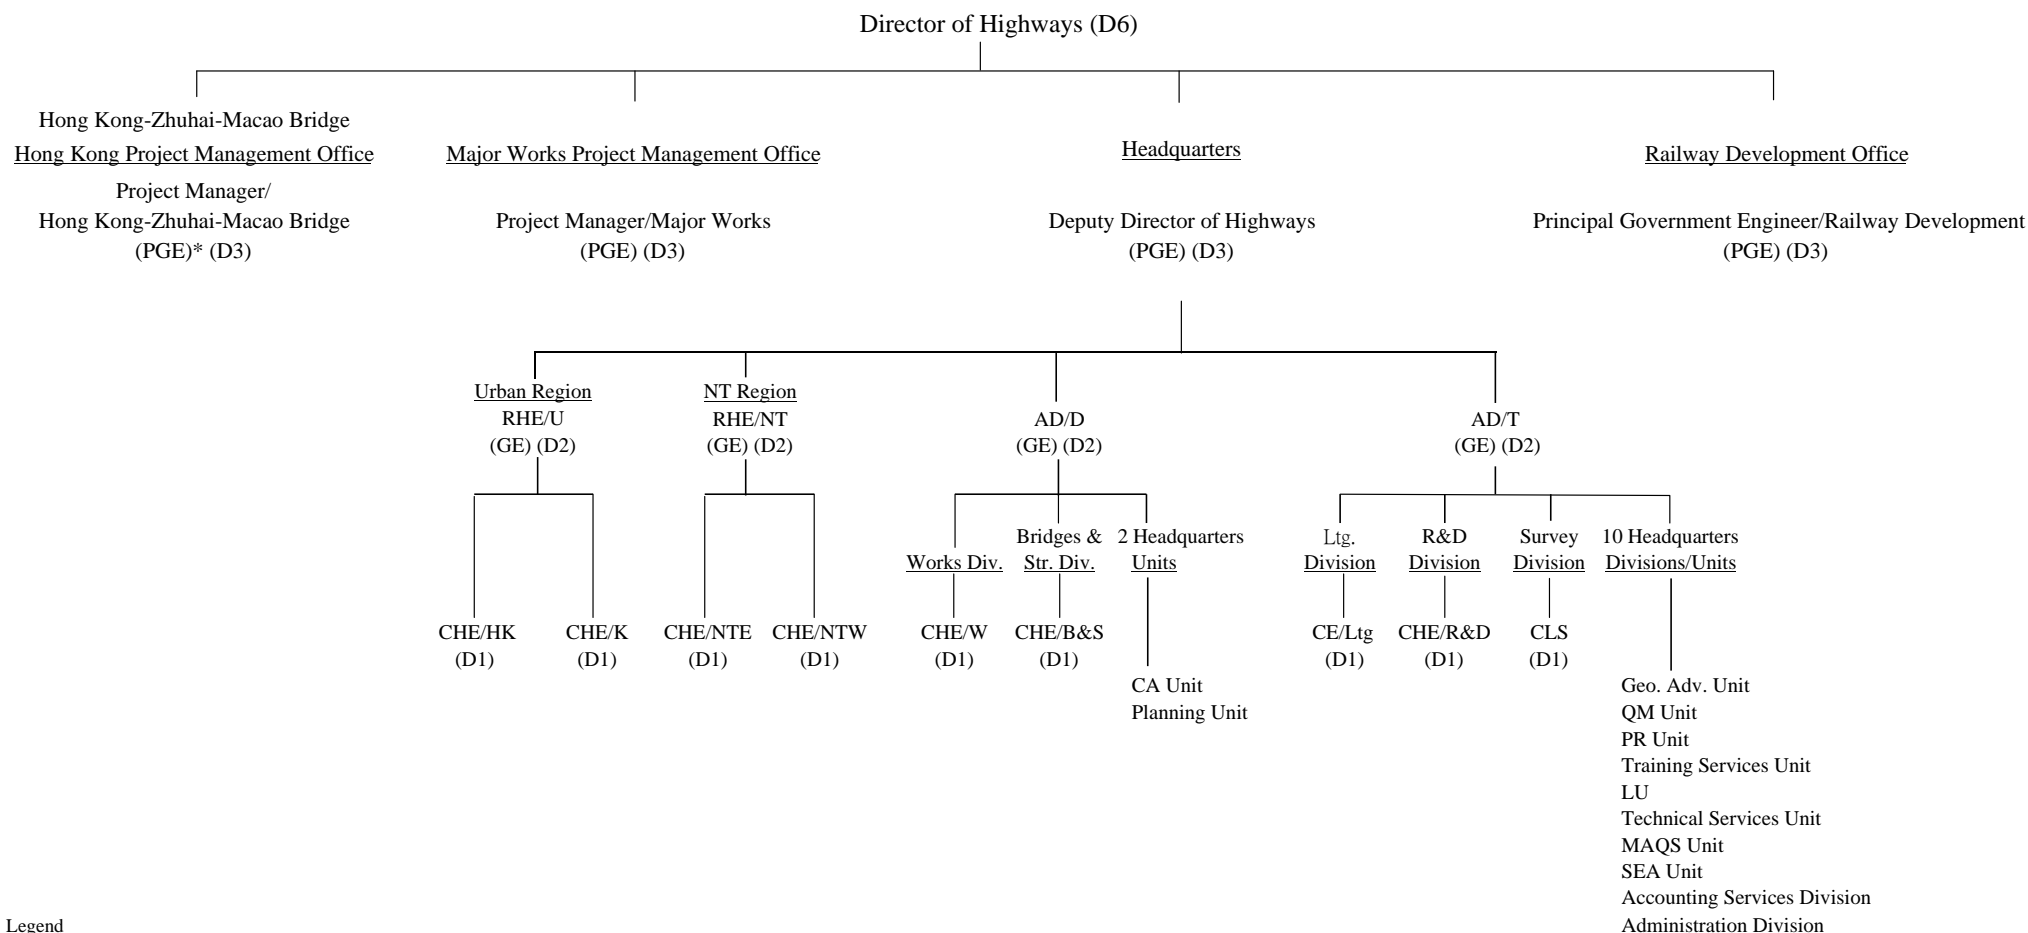 Director of Highways (D6)
Hong Kong-Zhuhai-Macao Bridge
Hong Kong Project Management Office
Project Manager/
Hong Kong-Zhuhai-Macao Bridge
(PGE)* (D3)
Major Works Project Management Office
Project Manager/Major Works
(PGE) (D3)
Headquarters
Deputy Director of Highways
(PGE) (D3)
Railway Development Office
Principal Government Engineer/Railway Development
(PGE) (D3)
Urban Region
RHE/U
(GE) (D2)
NT Region
RHE/NT
(GE) (D2)
AD/D
(GE) (D2)
AD/T
(GE) (D2)
CHE/HK
(D1)
CHE/K
(D1)
CHE/NTE
(D1)
CHE/NTW
(D1)
Works Div.
CHE/W
(D1)
Bridges &
Str. Div.
CHE/B&S
(D1)
2 Headquarters
Units
CA Unit
Planning Unit
Ltg.
Division
CE/Ltg
(D1)
R&D
Division
CHE/R&D
(D1)
Survey
Division
CLS
(D1)
10 Headquarters
Divisions/Units
Geo. Adv. Unit
QM Unit
PR Unit
Training Services Unit
LU
Technical Services Unit
MAQS Unit
SEA Unit
Accounting Services Division
Administration Division
Legend